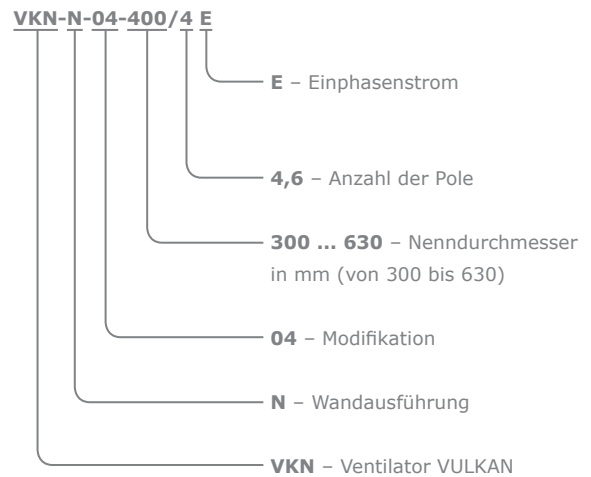 VKN-N-04-400/4 E
E – Einphasenstrom
4,6 – Anzahl der Pole
300 ... 630 – Nenndurchmesser
in mm (von 300 bis 630)
04 – Modifikation
N – Wandausführung
VKN – Ventilator VULKAN